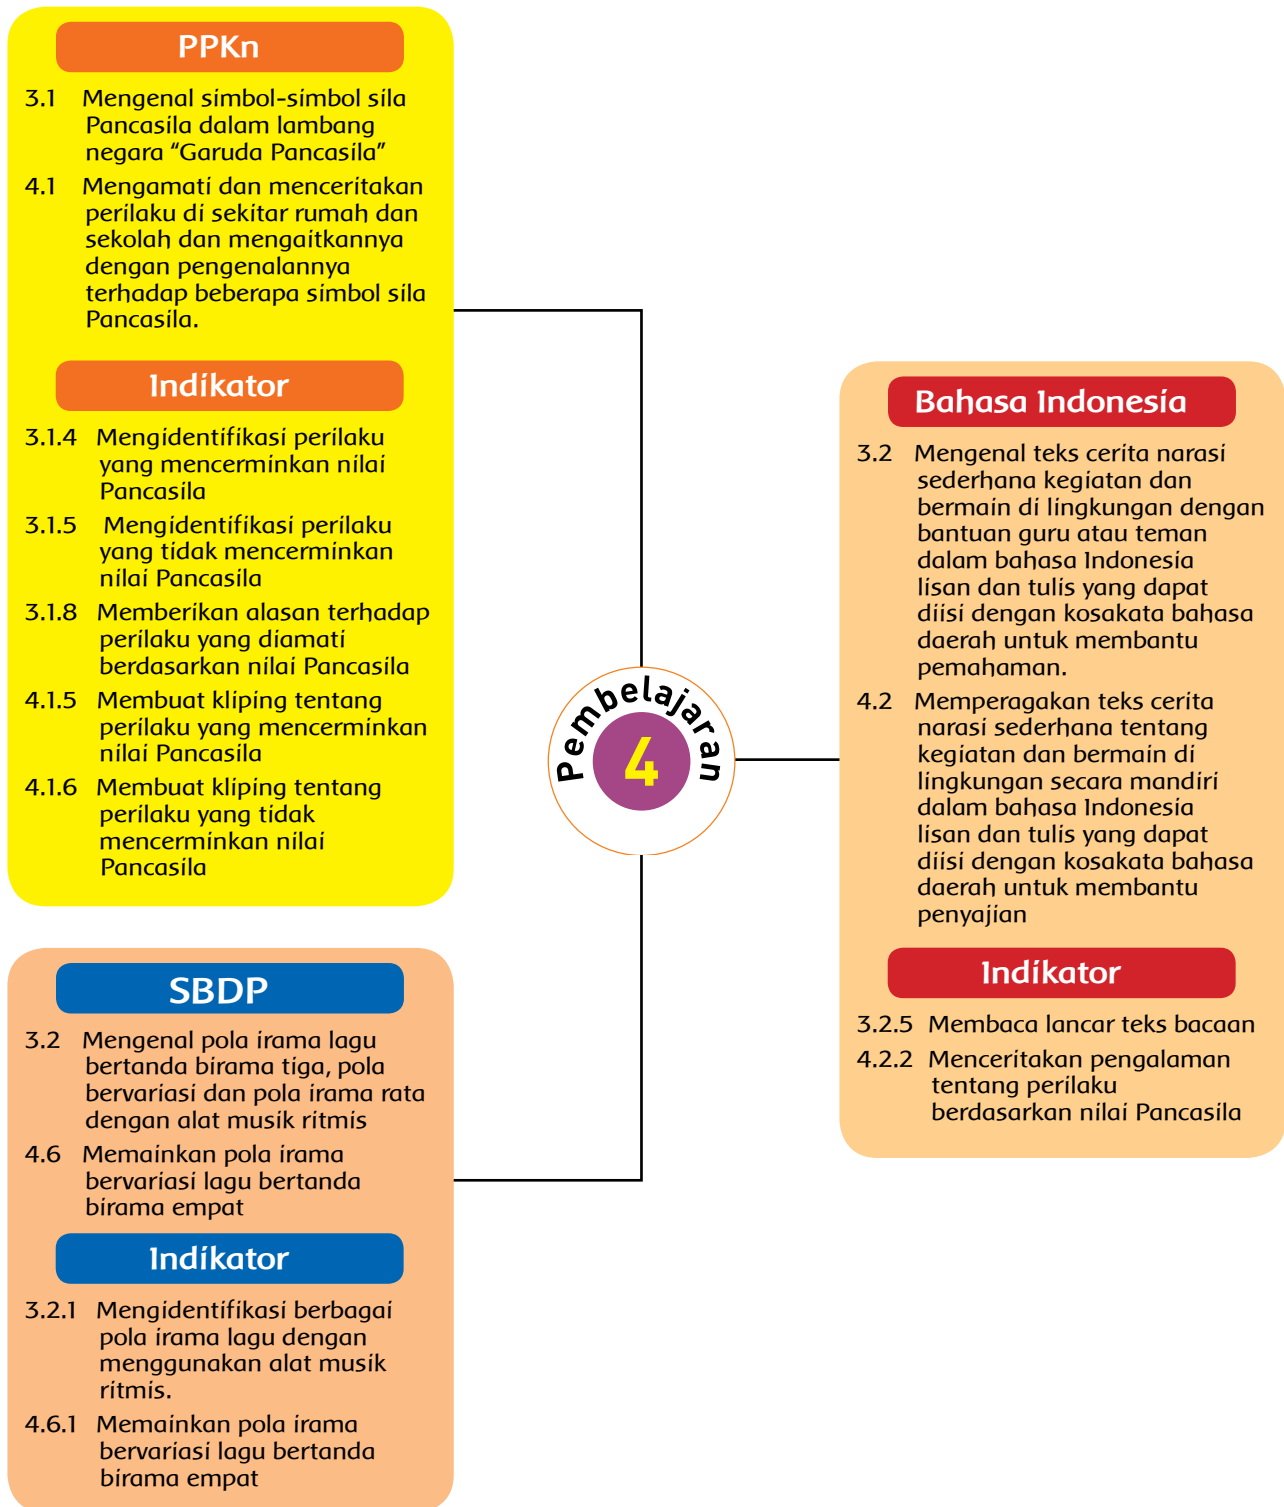 PPKn
3.1 Mengenal simbol-simbol sila
Pancasila dalam lambang
negara “Garuda Pancasila”
4.1 Mengamati dan menceritakan
perilaku di sekitar rumah dan
sekolah dan mengaitkannya
dengan pengenalannya
terhadap beberapa simbol sila
Pancasila.
Indikator
3.1.4 Mengidentifikasi perilaku
yang mencerminkan nilai
Pancasila
3.1.5 Mengidentifikasi perilaku
yang tidak mencerminkan
nilai Pancasila
3.1.8 Memberikan alasan terhadap
perilaku yang diamati
berdasarkan nilai Pancasila
4.1.5 Membuat kliping tentang
perilaku yang mencerminkan
nilai Pancasila
4.1.6 Membuat kliping tentang
perilaku yang tidak
mencerminkan nilai
Pancasila
SBDP
3.2 Mengenal pola irama lagu
bertanda birama tiga, pola
bervariasi dan pola irama rata
dengan alat musik ritmis
4.6 Memainkan pola irama
bervariasi lagu bertanda
birama empat
Indikator
3.2.1 Mengidentifikasi berbagai
pola irama lagu dengan
menggunakan alat musik
ritmis.
4.6.1 Memainkan pola irama
bervariasi lagu bertanda
birama empat
Pembelajaran
4
Bahasa Indonesia
3.2 Mengenal teks cerita narasi
sederhana kegiatan dan
bermain di lingkungan dengan
bantuan guru atau teman
dalam bahasa Indonesia
lisan dan tulis yang dapat
diisi dengan kosakata bahasa
daerah untuk membantu
pemahaman.
4.2 Memperagakan teks cerita
narasi sederhana tentang
kegiatan dan bermain di
lingkungan secara mandiri
dalam bahasa Indonesia
lisan dan tulis yang dapat
diisi dengan kosakata bahasa
daerah untuk membantu
penyajian
Indikator
3.2.5 Membaca lancar teks bacaan
4.2.2 Menceritakan pengalaman
tentang perilaku
berdasarkan nilai Pancasila